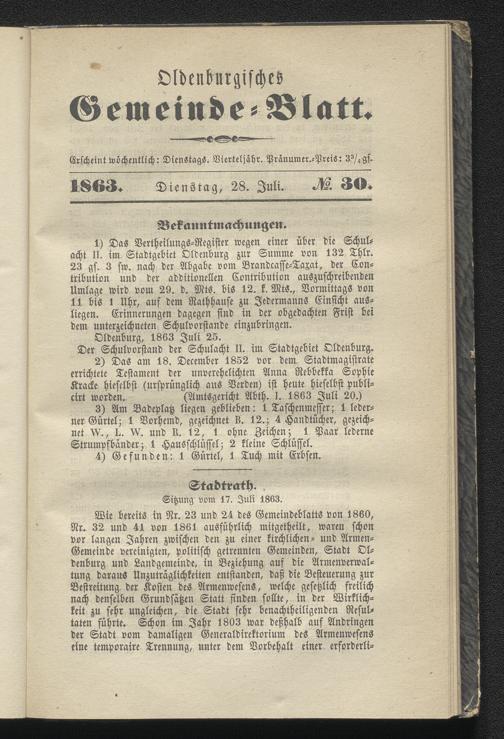 Oldenburgisches
Gemeinde-Blatt.
Erscheint wöchentlich: Dienstags. Vierteljähr. Pränumer.-Preis: 3¾ gſ.
1863. Dienstag, 28. Juli. № 30.
Bekanntmachungen.
1) Das Vertheilungs-Register wegen einer über die Schul-
acht II. im Stadtgebiet Oldenburg zur Summe von 132 Thlr.
23 gſ. 3 ſw. nach der Abgabe vom Brandcasse-Taxat, der Con-
tribution und der additionellen Contribution auszuschreibenden
Umlage wird vom 29. d. Mts. bis 12. k. Mts., Vormittags von
11 bis 1 Uhr, auf dem Rathhause zu Jedermanns Einsicht aus-
liegen. Erinnerungen dagegen sind in der obgedachten Frist bei
dem unterzeichneten Schulvorstande einzubringen.
Oldenburg, 1863 Juli 25.
Der Schulvorstand der Schulacht II. im Stadtgebiet Oldenburg.
2) Das am 18. December 1852 vor dem Stadtmagistrate
errichtete Testament der unverehelichten Anna Rebbekka Sophie
Kracke hieselbst (ursprünglich aus Verden) ist heute hieselbst publi-
cirt worden. (Amtsgericht Abth. I. 1863 Juli 20.)
3) Am Badeplatz liegen geblieben: 1 Taschenmesser; 1 leder-
ner Gürtel; 1 Vorhemd, gezeichnet B. 12.; 4 Handtücher, gezeich-
net W., L. W. und R. 12, 1 ohne Zeichen; 1 Paar lederne
Strumpfbänder; 1 Hausschlüssel; 2 kleine Schlüssel.
4) Gefunden: 1 Gürtel, 1 Tuch mit Erbsen.
Stadtrath.
Sitzung vom 17. Juli 1863.
Wie bereits in Nr. 23 und 24 des Gemeindeblatts von 1860,
Nr. 32 und 41 von 1861 ausführlich mitgetheilt, waren schon
vor langen Jahren zwischen den zu einer kirchlichen- und Armen-
Gemeinde vereinigten, politisch getrennten Gemeinden, Stadt Ol-
denburg und Landgemeinde, in Beziehung auf die Armenverwal-
tung daraus Unzuträglichkeiten entstanden, daß die Besteuerung zur
Bestreitung der Kosten des Armenwesens, welche gesetzlich freilich
nach denselben Grundsätzen Statt finden sollte, in der Wirklich-
keit zu sehr ungleichen, die Stadt sehr benachtheiligenden Resul-
taten führte. Schon im Jahr 1803 war deßhalb auf Andringen
der Stadt vom damaligen Generaldirektorium des Armenwesens
eine temporaire Trennung, unter dem Vorbehalt einer erforderli-